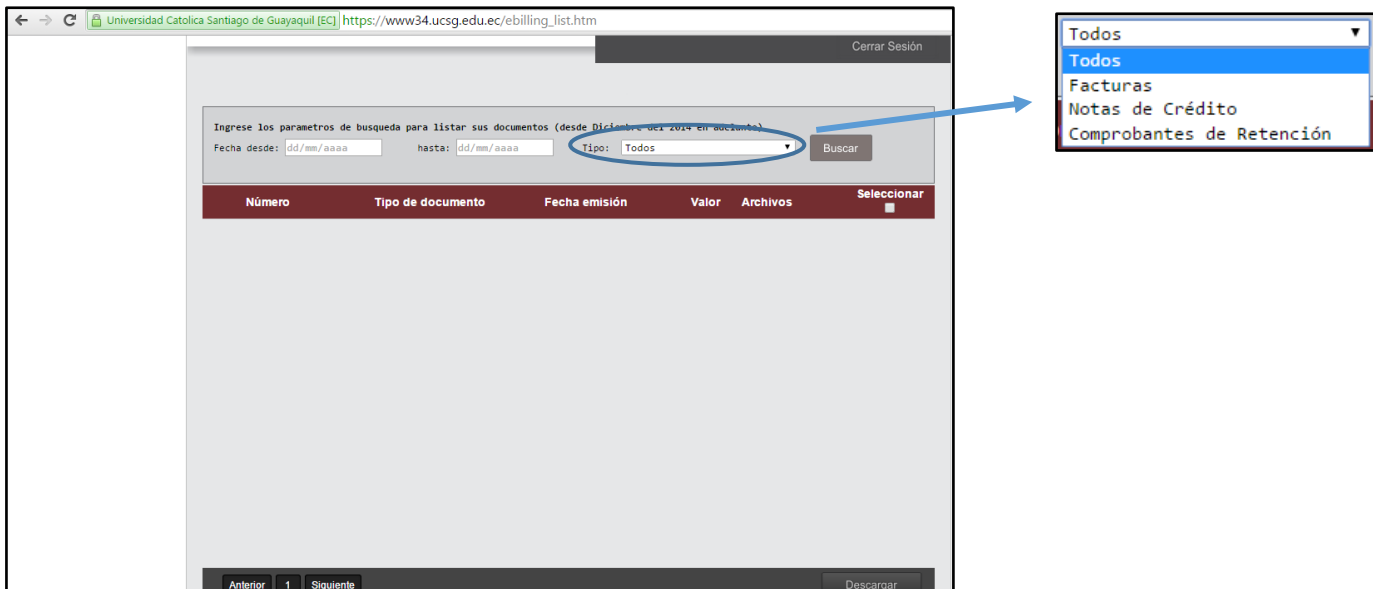 Universidad Catolica Santiago de Guayaquil [EC] https://www34.ucsg.edu.ec/ebilling_list.htm
Cerrar Sesión
Ingrese los parametros de busqueda para listar sus documentos (desde Diciembre del 2014 en adelante)
Fecha desde: dd/mm/aaaa hasta: dd/mm/aaaa Tipo: Todos Buscar
Número Tipo de documento Fecha emisión Valor Archivos Seleccionar
Anterior 1 Siguiente Descargar
Todos
Todos
Facturas
Notas de Crédito
Comprobantes de Retención